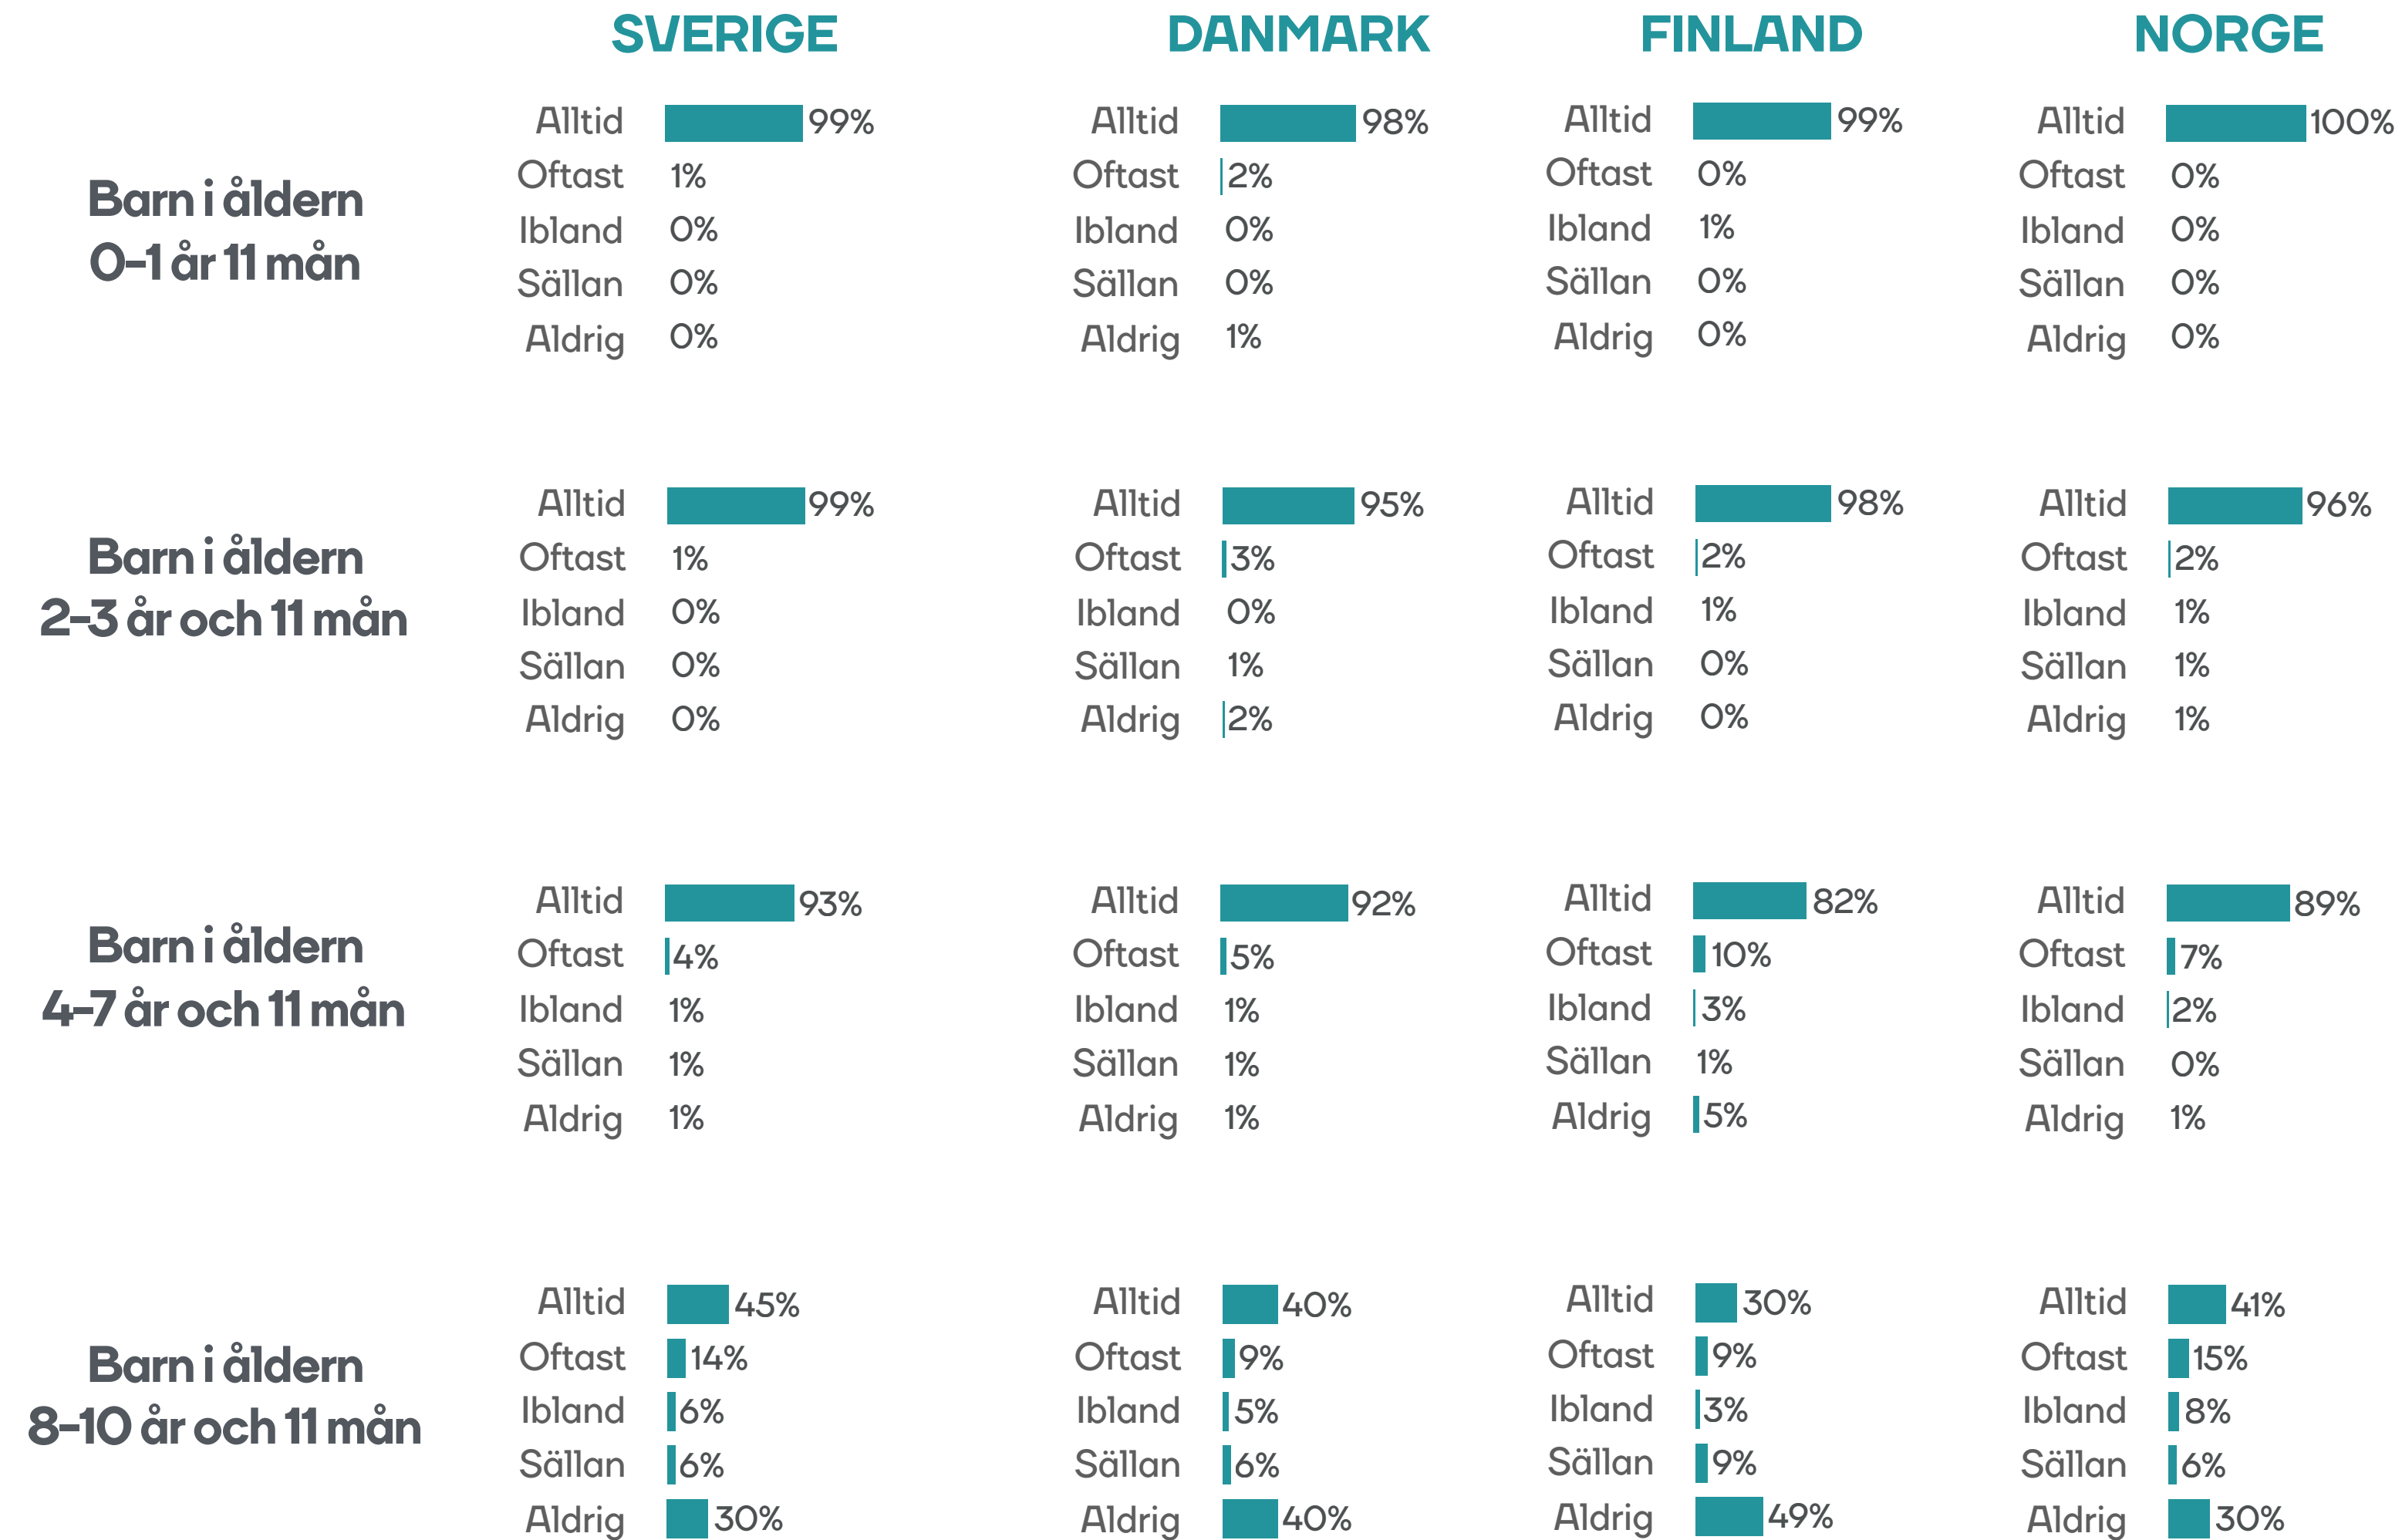 SVERIGE DANMARK FINLAND NORGE
Barn i åldern
0-1 år 11 mån
Alltid 99% Alltid 98% Alltid 99% Alltid 100%
Oftast 1% Oftast 2% Oftast 0% Oftast 0%
Ibland 0% Ibland 0% Ibland 1% Ibland 0%
Sällan 0% Sällan 0% Sällan 0% Sällan 0%
Aldrig 0% Aldrig 1% Aldrig 0% Aldrig 0%
Barn i åldern
2-3 år och 11 mån
Alltid 99% Alltid 95% Alltid 98% Alltid 96%
Oftast 1% Oftast 3% Oftast 2% Oftast 2%
Ibland 0% Ibland 0% Ibland 1% Ibland 1%
Sällan 0% Sällan 1% Sällan 0% Sällan 1%
Aldrig 0% Aldrig 2% Aldrig 0% Aldrig 1%
Barn i åldern
4-7 år och 11 mån
Alltid 93% Alltid 92% Alltid 82% Alltid 89%
Oftast 4% Oftast 5% Oftast 10% Oftast 7%
Ibland 1% Ibland 1% Ibland 3% Ibland 2%
Sällan 1% Sällan 1% Sällan 1% Sällan 0%
Aldrig 1% Aldrig 1% Aldrig 5% Aldrig 1%
Barn i åldern
8-10 år och 11 mån
Alltid 45% Alltid 40% Alltid 30% Alltid 41%
Oftast 14% Oftast 9% Oftast 9% Oftast 15%
Ibland 6% Ibland 5% Ibland 3% Ibland 8%
Sällan 6% Sällan 6% Sällan 9% Sällan 6%
Aldrig 30% Aldrig 40% Aldrig 49% Aldrig 30%